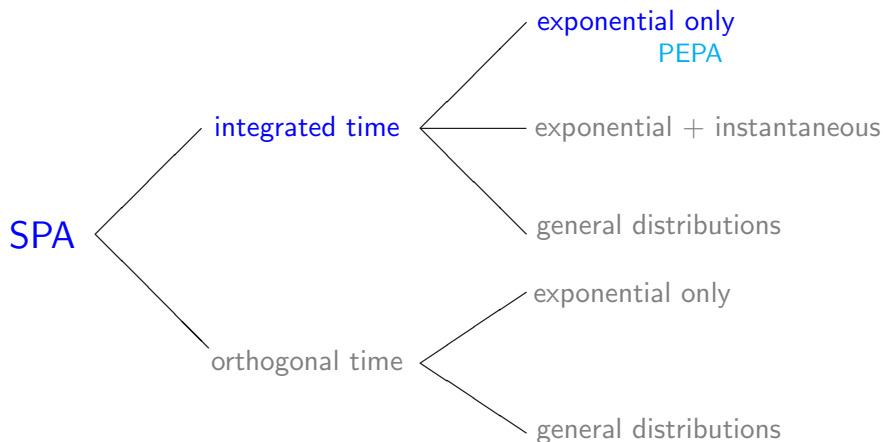 exponential only
PEPA
integrated time
exponential + instantaneous
SPA
general distributions
exponential only
orthogonal time
general distributions